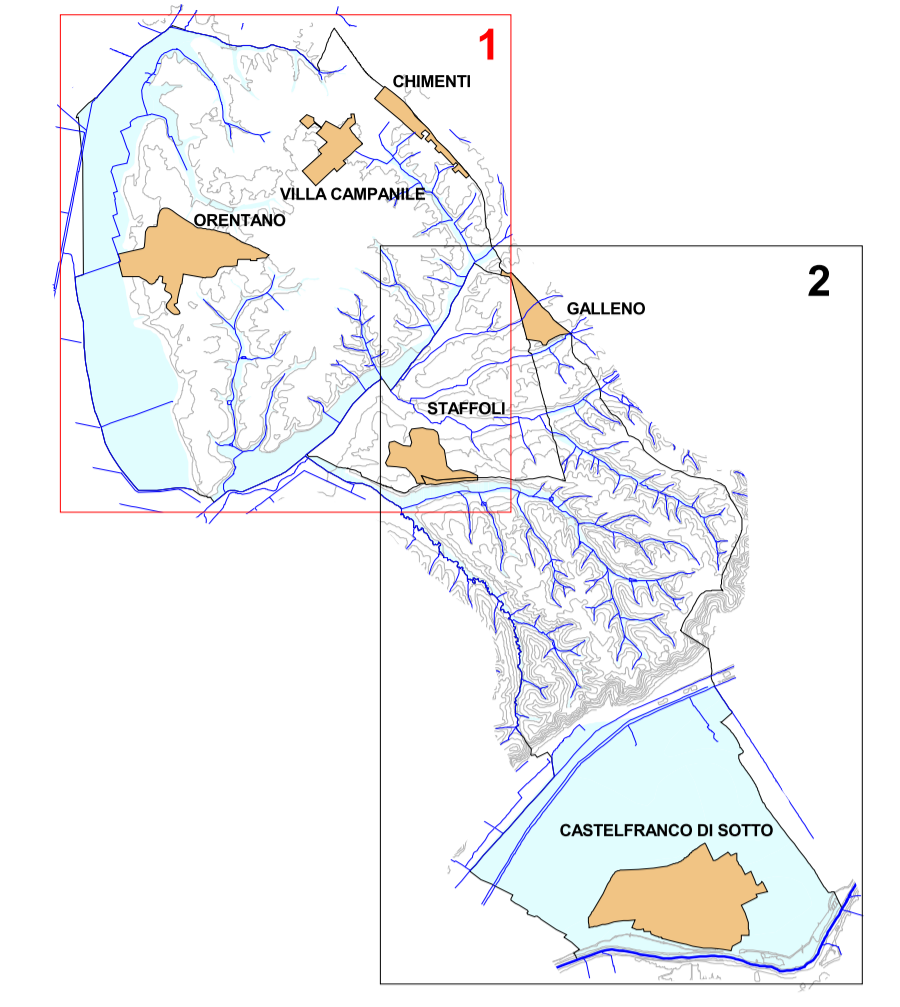 1
CHIMENTI
VILLA CAMPANILE
ORENTANO
2
GALLENO
STAFFOLI
CASTELFRANCO DI SOTTO